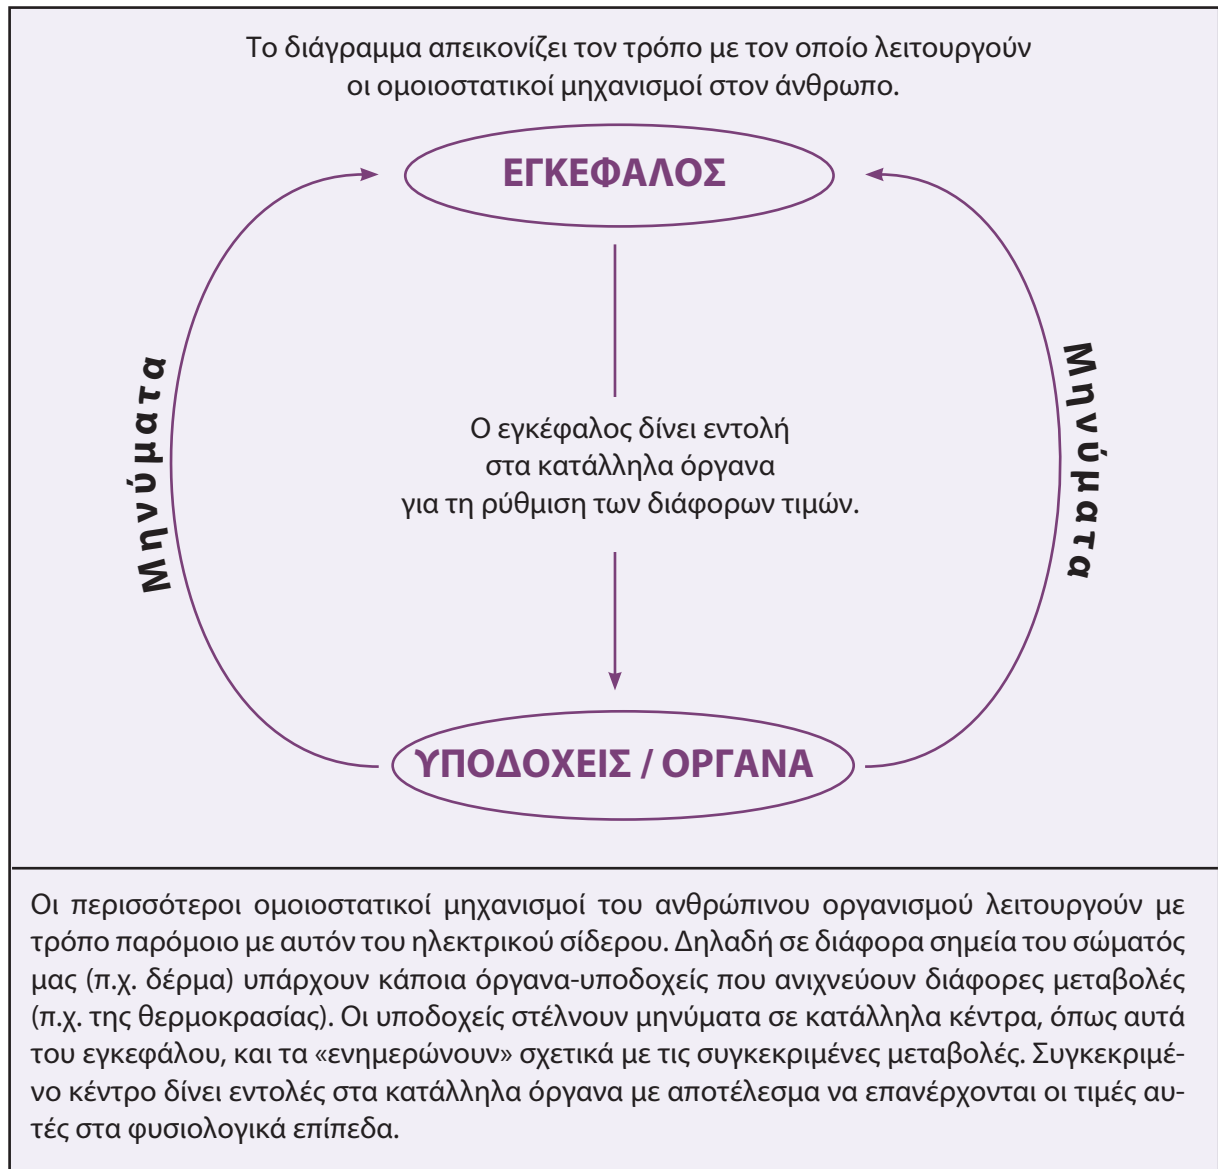 Το διάγραμμα απεικονίζει τον τρόπο με τον οποίο λειτουργούν
οι ομοιοστατικοί μηχανισμοί στον άνθρωπο.
ΕΓΚΕΦΑΛΟΣ
Μηνύματα
Μηνύματα
Ο εγκέφαλος δίνει εντολή
στα κατάλληλα όργανα
για τη ρύθμιση των διάφορων τιμών.
ΥΠΟΔΟΧΕΙΣ / ΟΡΓΑΝΑ
Οι περισσότεροι ομοιοστατικοί μηχανισμοί του ανθρώπινου οργανισμού λειτουργούν με
τρόπο παρόμοιο με αυτόν του ηλεκτρικού σίδερου. Δηλαδή σε διάφορα σημεία του σώματός
μας (π.χ. δέρμα) υπάρχουν κάποια όργανα-υποδοχείς που ανιχνεύουν διάφορες μεταβολές
(π.χ. της θερμοκρασίας). Οι υποδοχείς στέλνουν μηνύματα σε κατάλληλα κέντρα, όπως αυτά
του εγκεφάλου, και τα «ενημερώνουν» σχετικά με τις συγκεκριμένες μεταβολές. Συγκεκριμέ-
νο κέντρο δίνει εντολές στα κατάλληλα όργανα με αποτέλεσμα να επανέρχονται οι τιμές αυ-
τές στα φυσιολογικά επίπεδα.